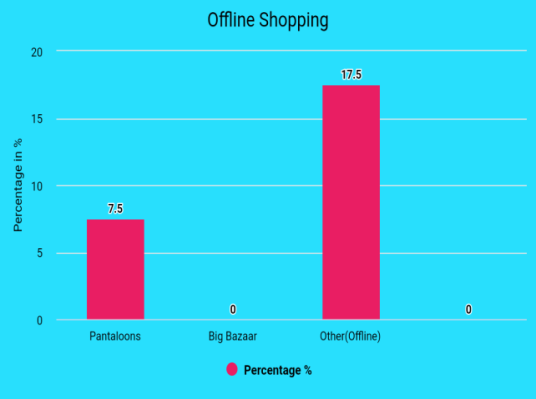 Offline Shopping
Percentage in %
20
15
10
5
0
7.5
0
17.5
0
Pantaloons
Big Bazaar
Other(Offline)
Percentage %